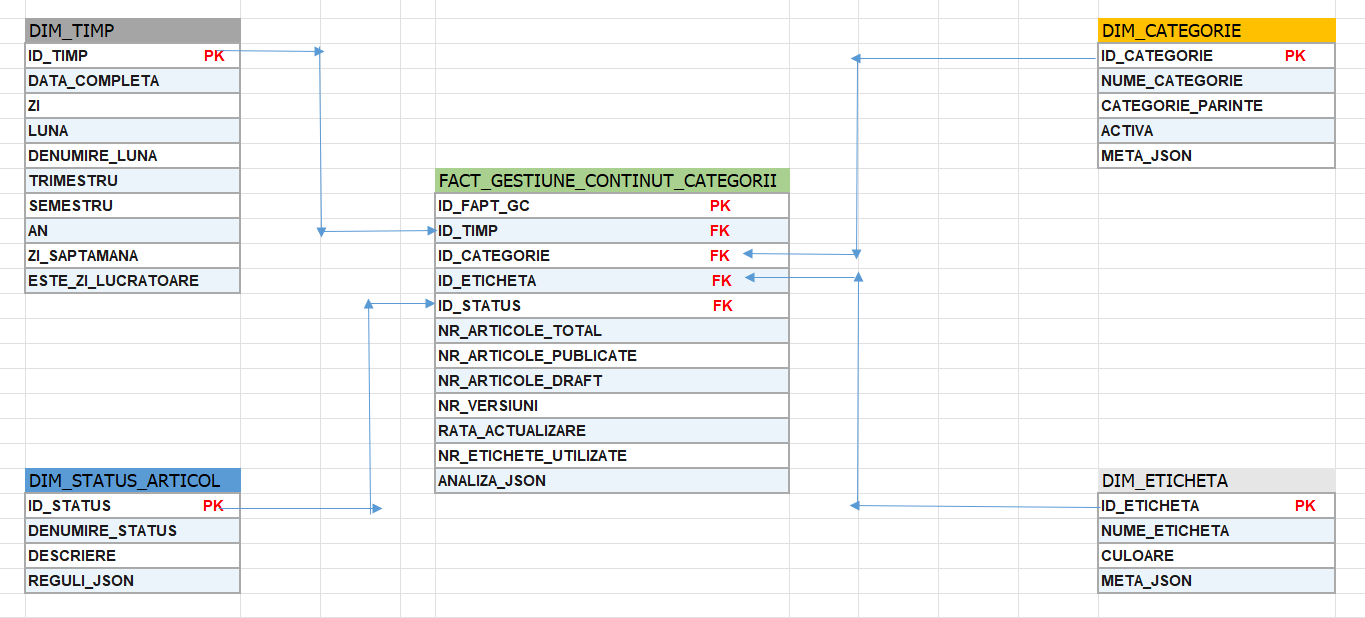 DIM_TIMP
ID_TIMP PK
DATA_COMPLETA
ZI
LUNA
DENUMIRE_LUNA
TRIMESTRU
SEMESTRU
AN
ZI_SAPTAMANA
ESTE_ZI_LUCRATOARE
DIM_CATEGORIE
ID_CATEGORIE PK
NUME_CATEGORIE
CATEGORIE_PARINTE
ACTIVA
META_JSON
FACT_GESTIUNE_CONTINUT_CATEGORII
ID_FAPT_GC PK
ID_TIMP FK
ID_CATEGORIE FK
ID_ETICHETA FK
ID_STATUS FK
NR_ARTICOLE_TOTAL
NR_ARTICOLE_PUBLICATE
NR_ARTICOLE_DRAFT
NR_VERSIUNI
RATA_ACTUALIZARE
NR_ETICHETE_UTILIZATE
ANALIZA_JSON
DIM_STATUS_ARTICOL
ID_STATUS PK
DENUMIRE_STATUS
DESCRIERE
REGULI_JSON
DIM_ETICHETA
ID_ETICHETA PK
NUME_ETICHETA
CULOARE
META_JSON